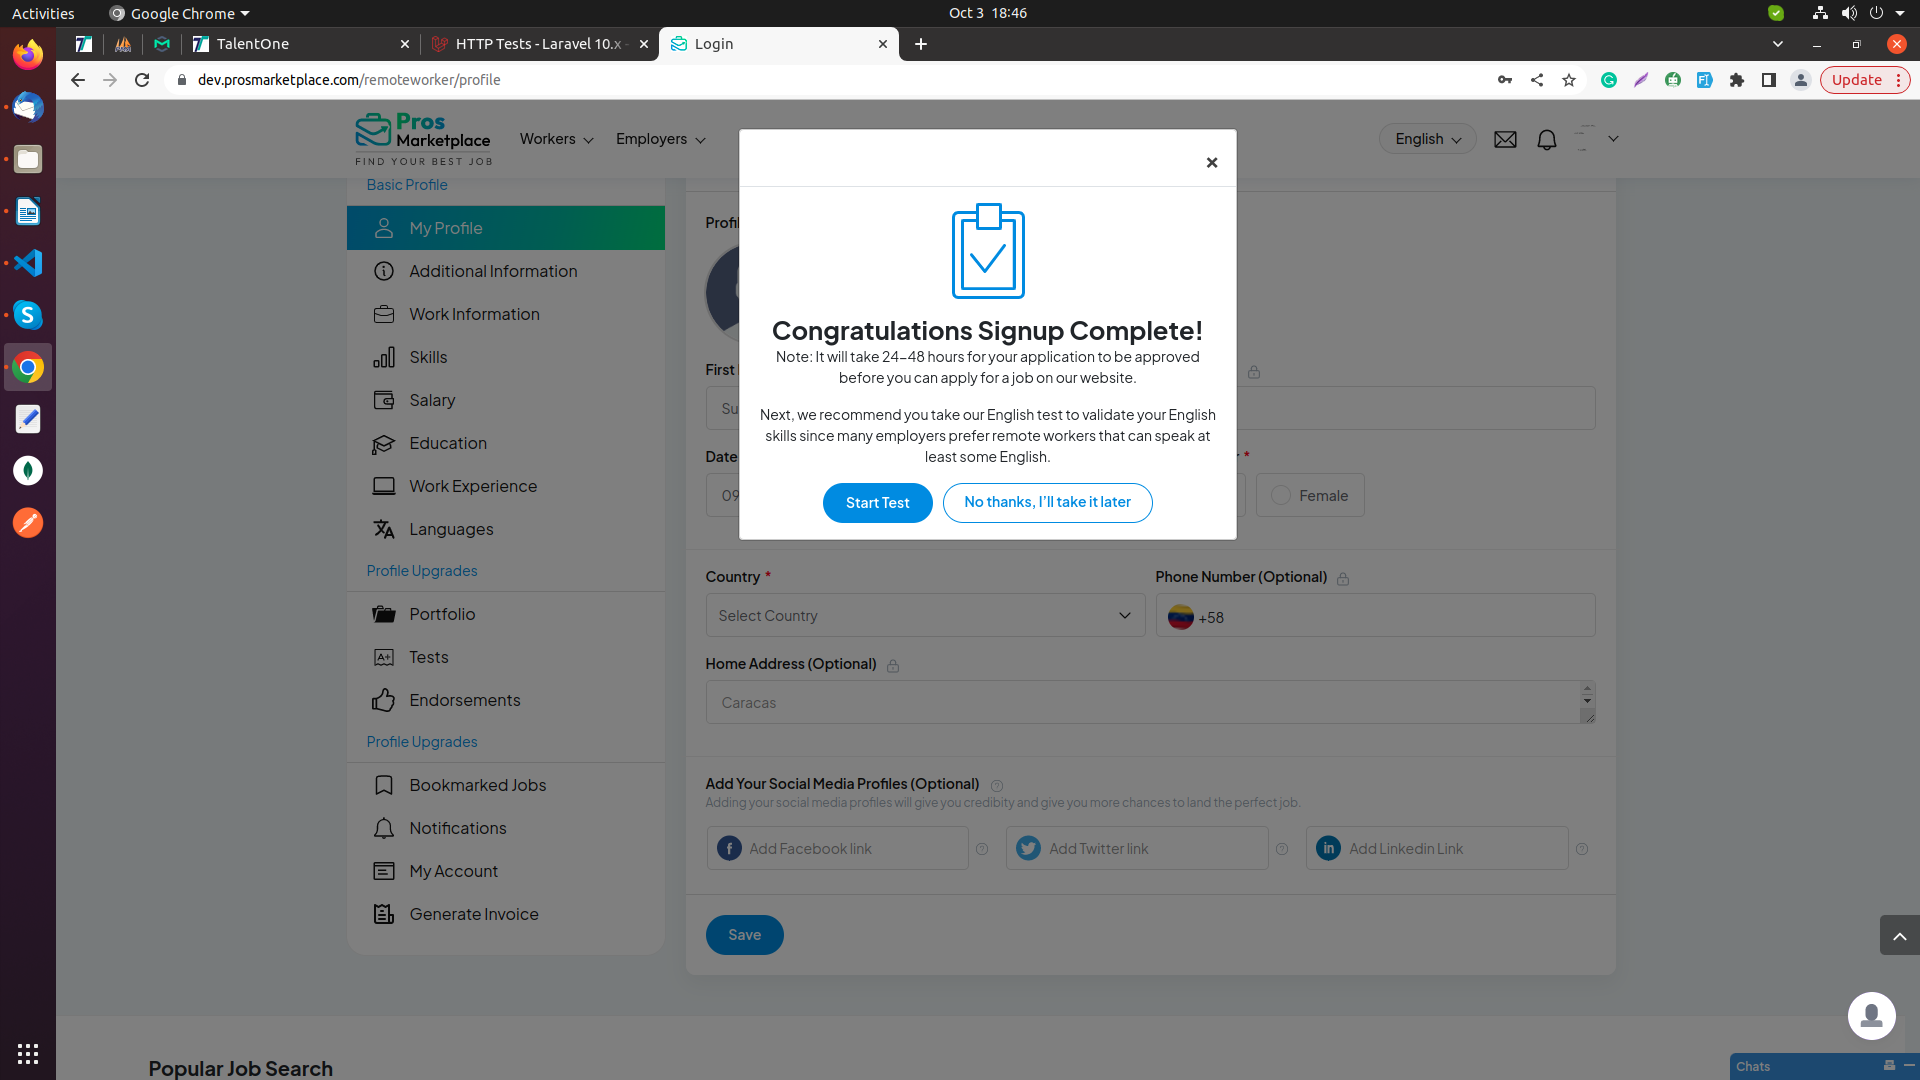 Activities
Google Chrome
Oct 3 18:46
TalentOne
HTTP Tests - Laravel 10.x -
Login
dev.prosmarketplace.com/remoteworker/profile
Update
Pros
Marketplace
FIND YOUR BEST JOB
Workers
Employers
English
Basic Profile
My Profile
Additional Information
Work Information
Skills
Salary
Education
Work Experience
Languages
Profile Upgrades
Portfolio
Tests
Endorsements
Profile Upgrades
Bookmarked Jobs
Notifications
My Account
Generate Invoice
×
Congratulations Signup Complete!
Note: It will take 24-48 hours for your application to be approved
before you can apply for a job on our website.
Next, we recommend you take our English test to validate your English
skills since many employers prefer remote workers that can speak at
least some English.
Start Test
No thanks, I'll take it later
Profil
First
Su
Date
09
*
Female
Country *
Select Country
Phone Number (Optional)
+58
Home Address (Optional)
Caracas
Add Your Social Media Profiles (Optional)
Adding your social media profiles will give you credibity and give you more chances to land the perfect job.
Add Facebook link
Add Twitter link
Add Linkedin Link
Save
Popular Job Search
Chats